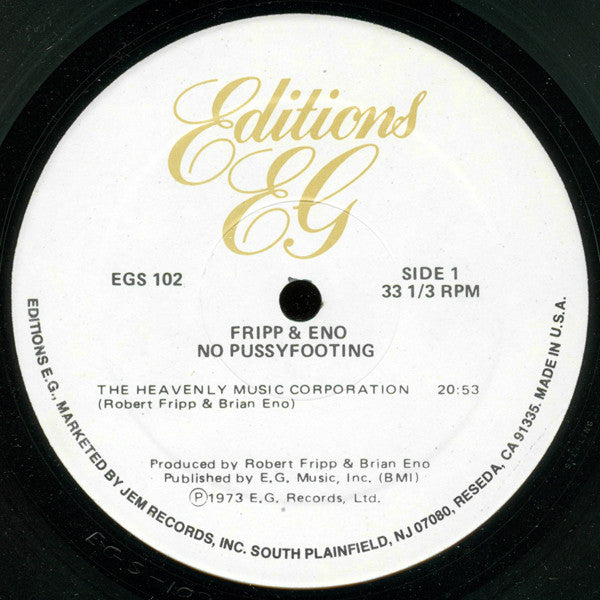 Editions
EG
EGS 102
SIDE 1
33 1/3 RPM
FRIPP & ENO
NO PUSSYFOOTING
THE HEAVENLY MUSIC CORPORATION 20:53
(Robert Fripp & Brian Eno)
Produced by Robert Fripp & Brian Eno
Published by E.G. Music, Inc. (BMI)
Ⓟ1973 E.G. Records, Ltd.
EDITIONS E.G., MARKETED BY JEM RECORDS, INC. SOUTH PLAINFIELD, NJ 07080, RESEDA, CA 91335. MADE IN U.S.A.